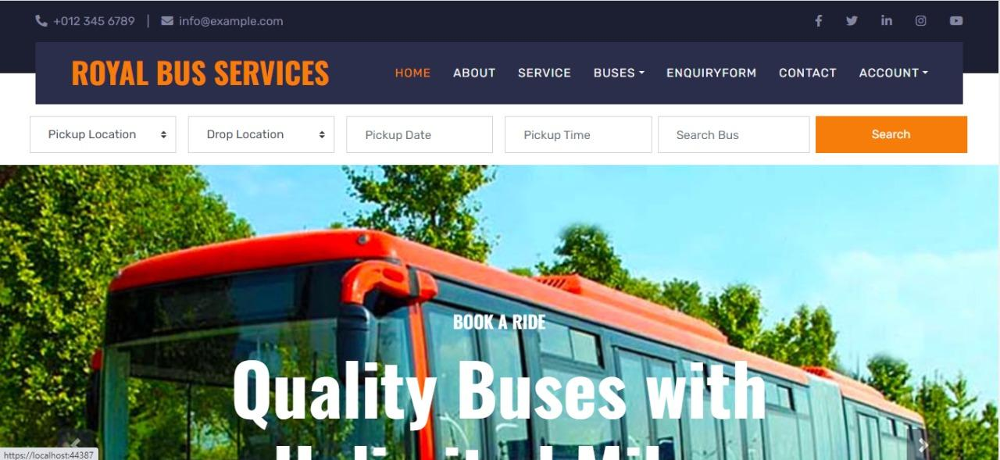 +012 345 6789 | info@example.com
ROYAL BUS SERVICES
HOME ABOUT SERVICE BUSES ENQUIRYFORM CONTACT ACCOUNT
Pickup Location Drop Location Pickup Date Pickup Time Search Bus Search
BOOK A RIDE
Quality Buses with
https://localhost:44387